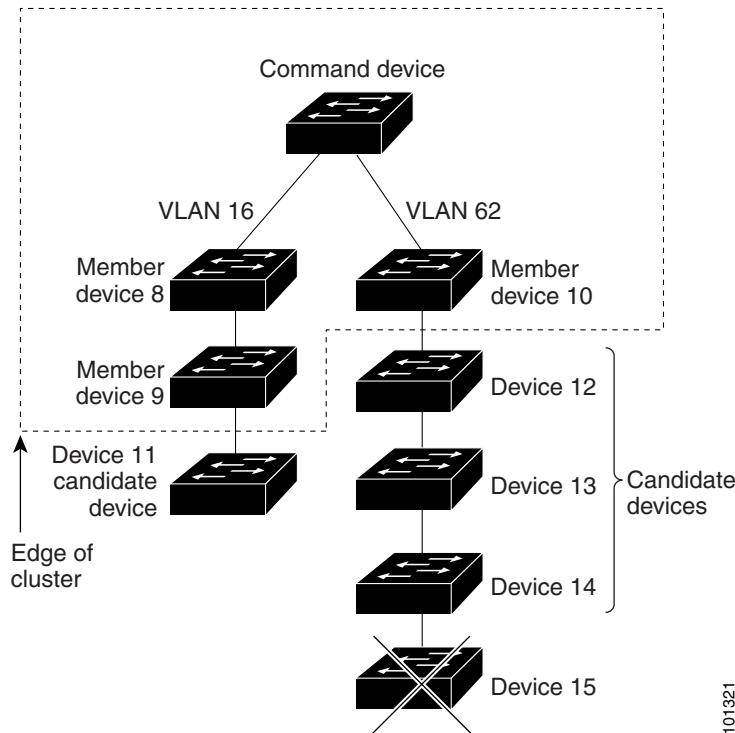 Command device
VLAN 16
VLAN 62
Member
device 8
Member
device 10
Member
device 9
Device 12
Device 11
candidate
device
Device 13
Candidate
devices
Edge of
cluster
Device 14
Device 15
101321